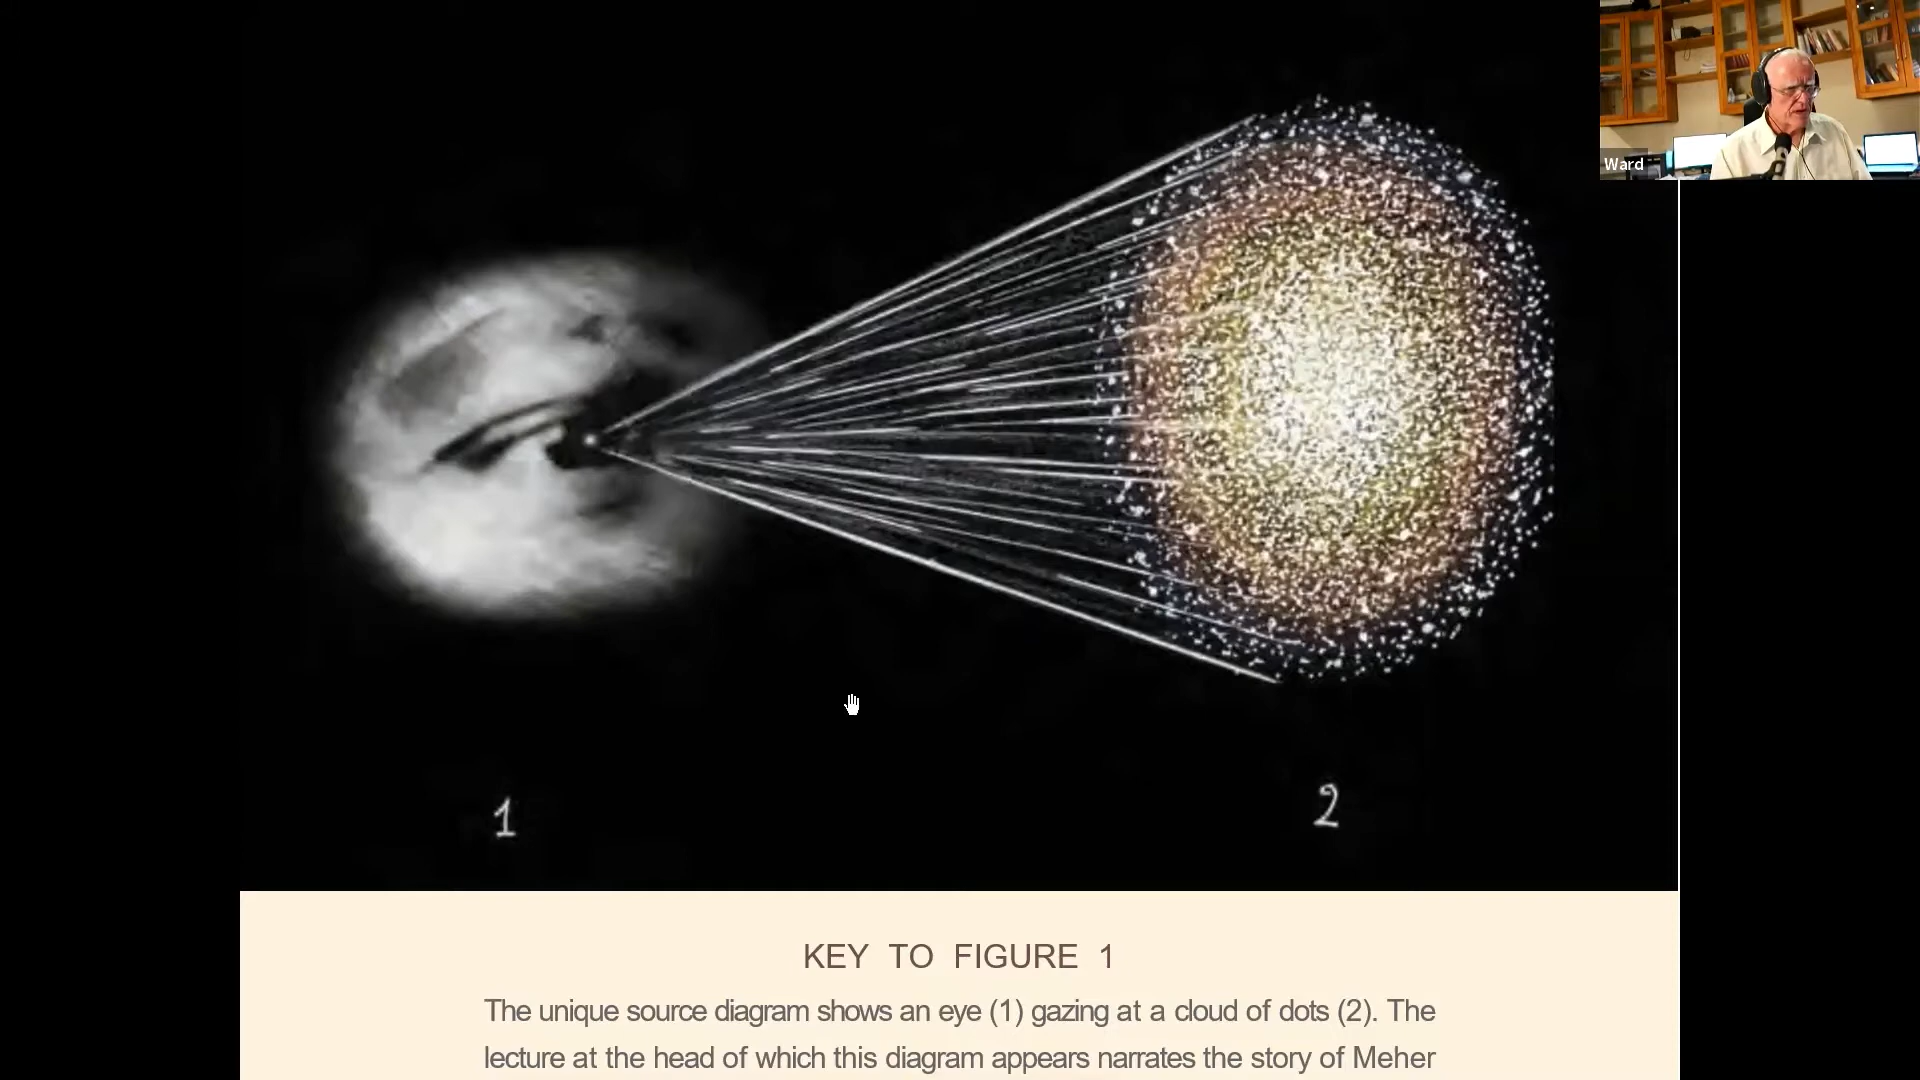 Ward
1
2
KEY TO FIGURE 1
The unique source diagram shows an eye (1) gazing at a cloud of dots (2). The
lecture at the head of which this diagram appears narrates the story of Meher